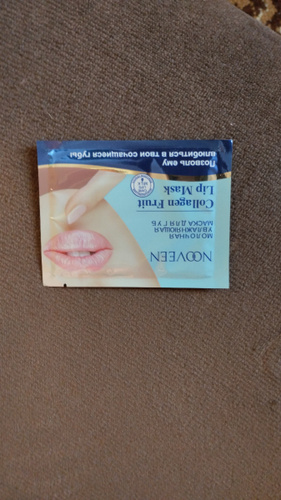 NOOVEEN
МОЛОЧНАЯ
УВЛАЖНЯЮЩАЯ
МАСКА ДЛЯ ГУБ
Collagen Fruit
Lip Mask
Позволь ему
влюбиться в твои сочащиеся губы